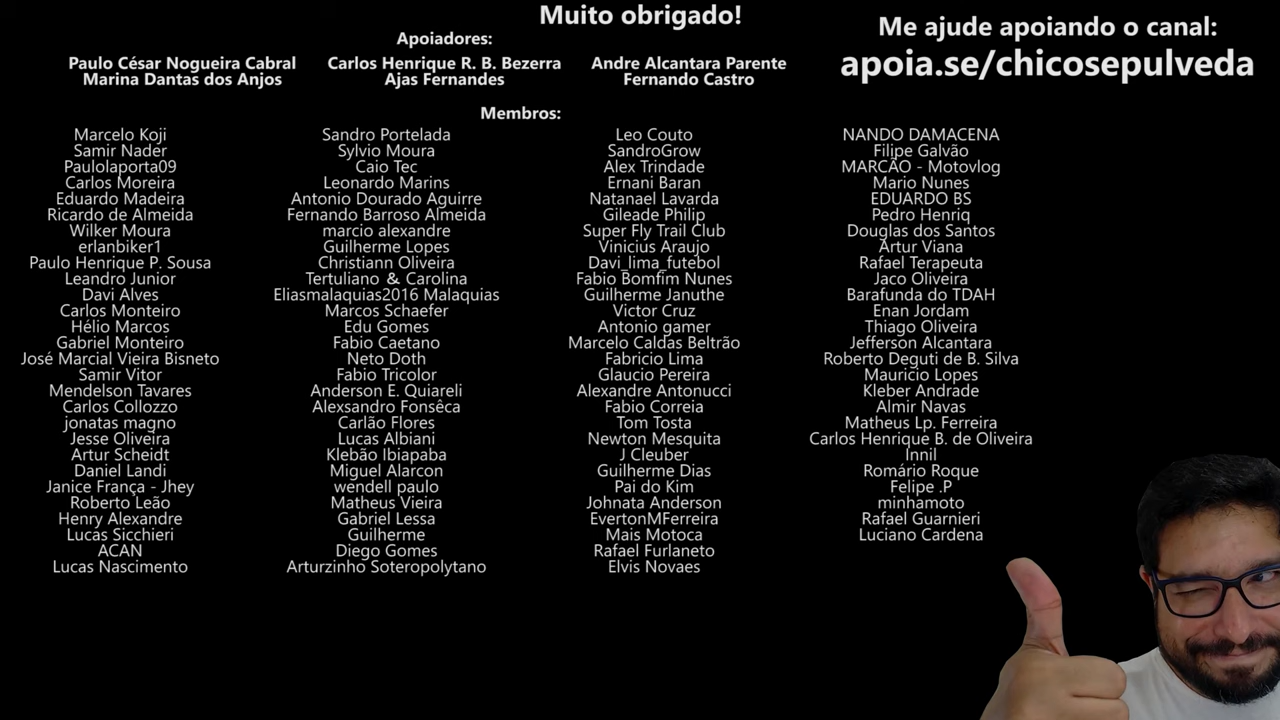 Muito obrigado!
Apoiadores:
Paulo César Nogueira Cabral
Marina Dantas dos Anjos
Carlos Henrique R. B. Bezerra
Ajas Fernandes
Andre Alcantara Parente
Fernando Castro
Me ajude apoiando o canal:
apoia.se/chicosepulveda
Membros:
Marcelo Koji
Samir Nader
Paulolaporta09
Carlos Moreira
Eduardo Madeira
Ricardo de Almeida
Wilker Moura
erlanbiker1
Paulo Henrique P. Sousa
Leandro Junior
Davi Alves
Carlos Monteiro
Hélio Marcos
Gabriel Monteiro
José Marcial Vieira Bisneto
Samir Vitor
Mendelson Tavares
Carlos Collozzo
jonatas magno
Jesse Oliveira
Artur Scheidt
Daniel Landi
Janice França - Jhey
Roberto Leão
Henry Alexandre
Lucas Sicchieri
ACAN
Lucas Nascimento
Sandro Portelada
Sylvio Moura
Caio Tec
Leonardo Marins
Antonio Dourado Aguirre
Fernando Barroso Almeida
marcio alexandre
Guilherme Lopes
Christiann Oliveira
Tertuliano & Carolina
Eliasmalaquias2016 Malaquias
Marcos Schaefer
Edu Gomes
Fabio Caetano
Neto Doth
Fabio Tricolor
Anderson E. Quiareli
Alexsandro Fonsêca
Carlão Flores
Lucas Albiani
Klebão Ibiapaba
Miguel Alarcon
wendell paulo
Matheus Vieira
Gabriel Lessa
Guilherme
Diego Gomes
Arturzinho Soteropolytano
Leo Couto
SandroGrow
Alex Trindade
Ernani Baran
Natanael Lavarda
Gileade Philip
Super Fly Trail Club
Vinicius Araujo
Davi_lima_futebol
Fabio Bomfim Nunes
Guilherme Januthe
Victor Cruz
Antonio gamer
Marcelo Caldas Beltrão
Fabricio Lima
Glaucio Pereira
Alexandre Antonucci
Fabio Correia
Tom Tosta
Newton Mesquita
J Cleuber
Guilherme Dias
Pai do Kim
Johnata Anderson
EvertonMFerreira
Mais Motoca
Rafael Furlaneto
Elvis Novaes
NANDO DAMACENA
Filipe Galvão
MARCÃO - Motovlog
Mario Nunes
EDUARDO BS
Pedro Henriq
Douglas dos Santos
Artur Viana
Rafael Terapeuta
Jaco Oliveira
Barafunda do TDAH
Enan Jordam
Thiago Oliveira
Jefferson Alcantara
Roberto Deguti de B. Silva
Mauricio Lopes
Kleber Andrade
Almir Navas
Matheus Lp. Ferreira
Carlos Henrique B. de Oliveira
Innil
Romário Roque
Felipe .P
minhamoto
Rafael Guarnieri
Luciano Cardena